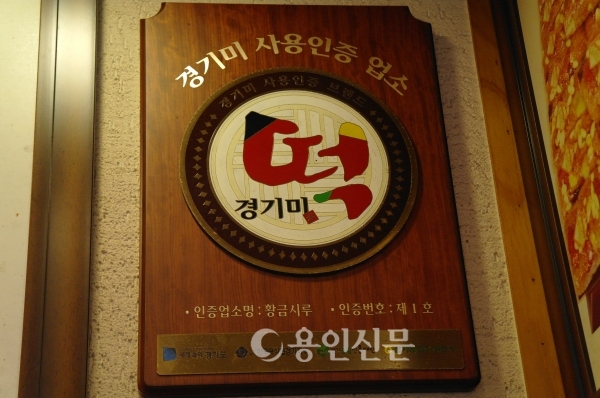 경기미 사용인증 업소
경기미 사용인증 브랜드
떡
경기미
· 인증업소명 : 황금시루 · 인증번호 : 제 1 호
용인신문